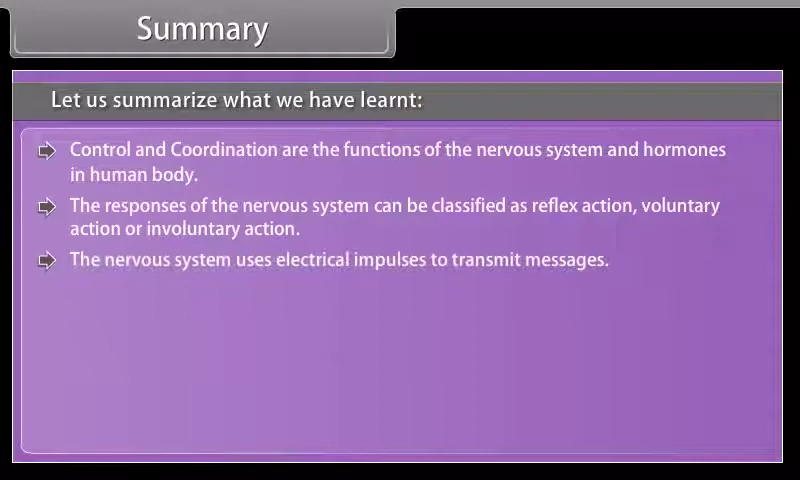 Summary
Let us summarize what we have learnt:
Control and Coordination are the functions of the nervous system and hormones
in human body.
The responses of the nervous system can be classified as reflex action, voluntary
action or involuntary action.
The nervous system uses electrical impulses to transmit messages.